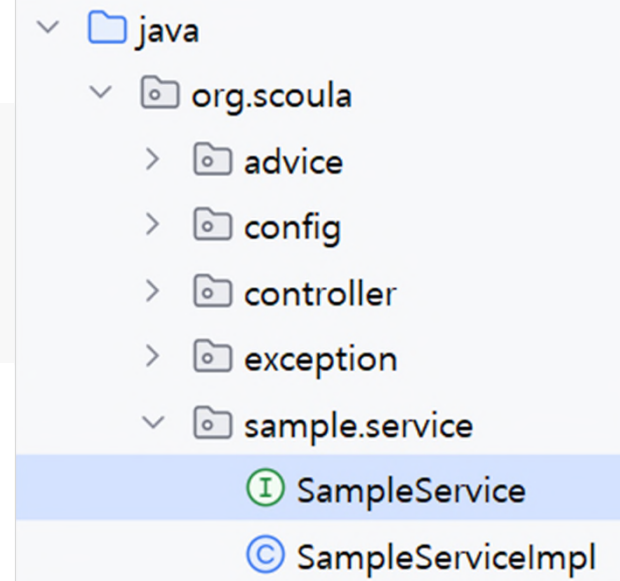 java
org.scoula
advice
config
controller
exception
sample.service
I SampleService
C SampleServiceImpl